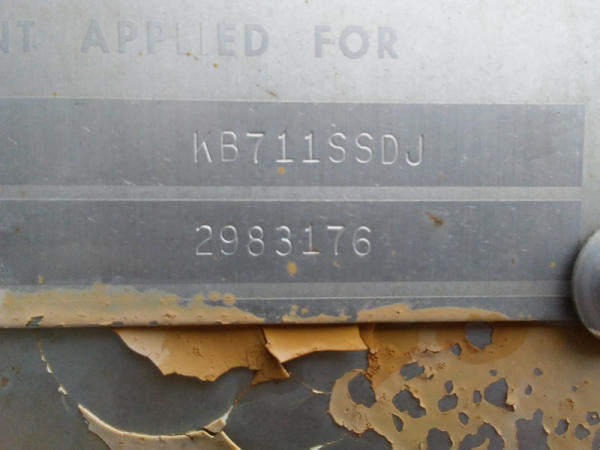 NT APPLIED FOR
KB711SSDJ
2983176